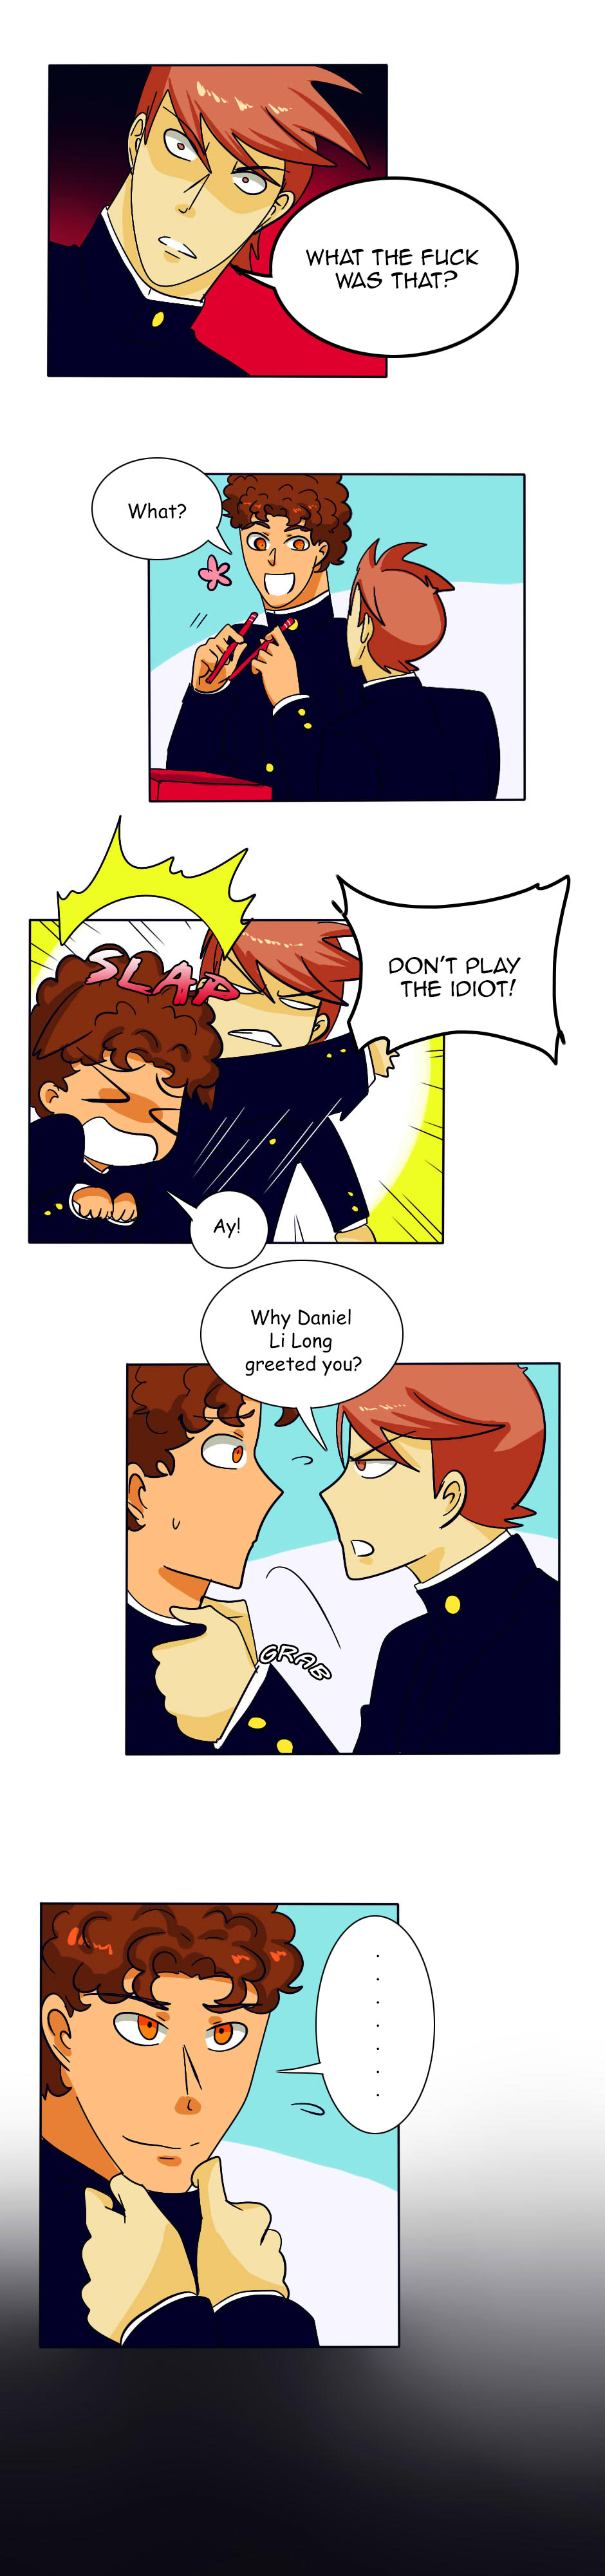 WHAT THE FUCK
WAS THAT?
What?
SLAP
DON'T PLAY
THE IDIOT!
Ay!
Why Daniel
Li Long
greeted you?
GRAB
.
.
.
.
.
.
.